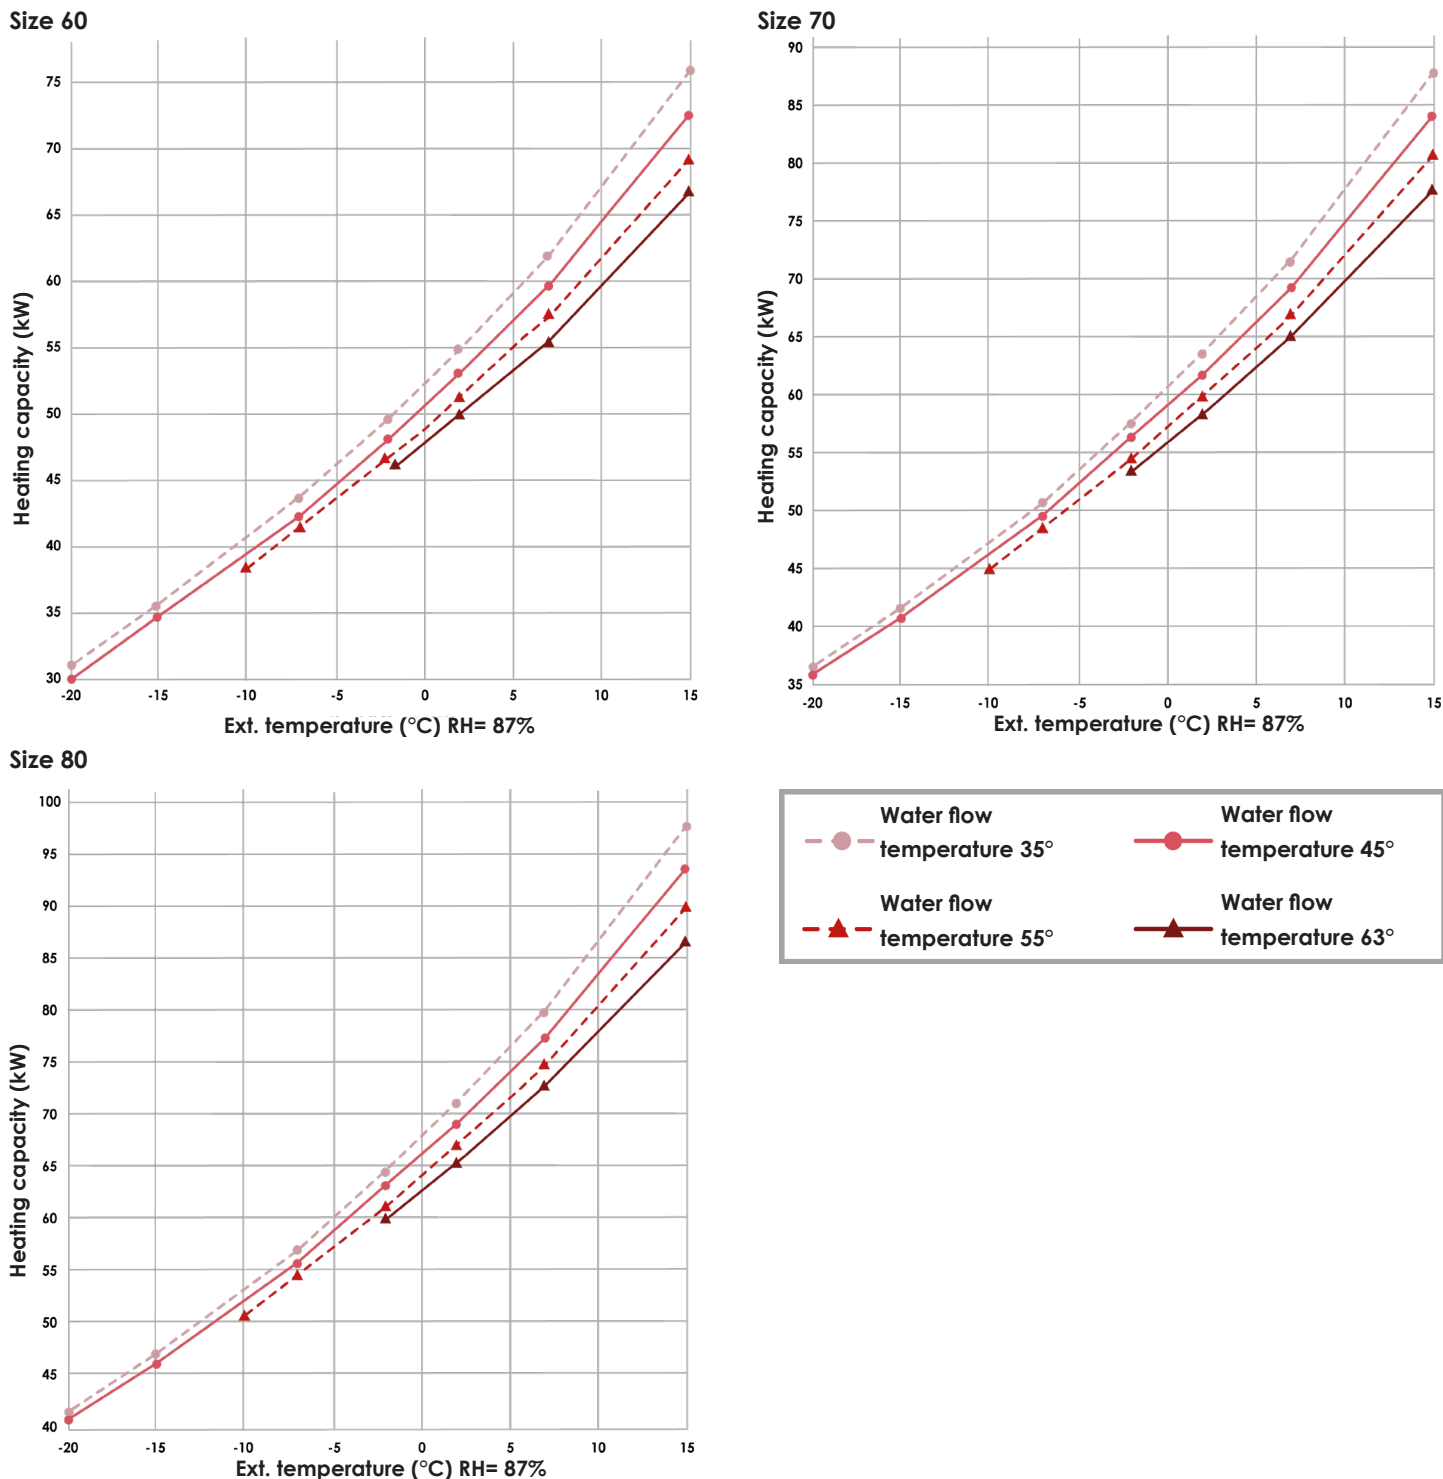 Size 60
75
70
65
60
55
50
45
40
35
30
Heating capacity (kW)
-20 -15 -10 -5 0 5 10 15
Ext. temperature (°C) RH= 87%
Size 70
90
85
80
75
70
65
60
55
50
45
40
35
Heating capacity (kW)
-20 -15 -10 -5 0 5 10 15
Ext. temperature (°C) RH= 87%
Size 80
100
95
90
85
80
75
70
65
60
55
50
45
40
Heating capacity (kW)
-20 -15 -10 -5 0 5 10 15
Ext. temperature (°C) RH= 87%
Water flow
temperature 35°
Water flow
temperature 45°
Water flow
temperature 55°
Water flow
temperature 63°